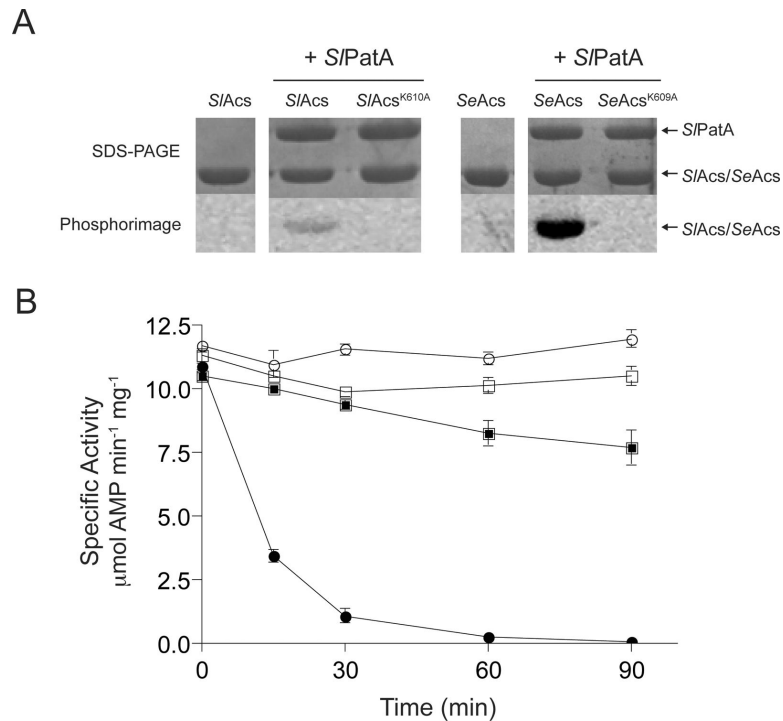 A
+ SlPatA
+ SlPatA
SlAcs
SlAcs
SlAcsK610A
SeAcs
SeAcs
SeAcsK609A
SlPatA
SDS-PAGE
SlAcs/SeAcs
Phosphorimage
SlAcs/SeAcs
B
12.5
10.0
7.5
5.0
2.5
0.0
Specific Activity
µmol AMP min-1 mg-1
0
30
60
90
Time (min)